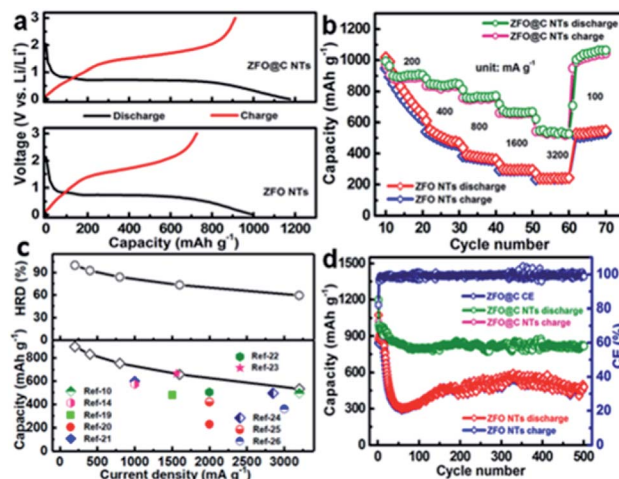 a
Voltage (V vs. Li/Li+)
3
2
1
0
ZFO@C NTs
Discharge
Charge
3
2
1
0
ZFO NTs
0 200 400 600 800 1000 1200
Capacity (mAh g-1)
b
Capacity (mAh g-1)
1200
1000
800
600
400
200
0
ZFO@C NTs discharge
ZFO@C NTs charge
unit: mA g-1
200
400
800
1600
3200
100
ZFO NTs discharge
ZFO NTs charge
10 20 30 40 50 60 70
Cycle number
c
HRD (%)
90
60
30
0
Capacity (mAh g-1)
800
600
400
200
0
Ref-22
Ref-23
Ref-10
Ref-14
Ref-19
Ref-20
Ref-21
Ref-24
Ref-25
Ref-26
0 1000 2000 3000
Current density (mA g-1)
d
Capacity (mAh g-1)
1500
1200
900
600
300
0
ZFO@C CE
ZFO@C NTs discharge
ZFO@C NTs charge
ZFO NTs discharge
ZFO NTs charge
100
80
60
40
20
0
CE (%)
0 100 200 300 400 500
Cycle number